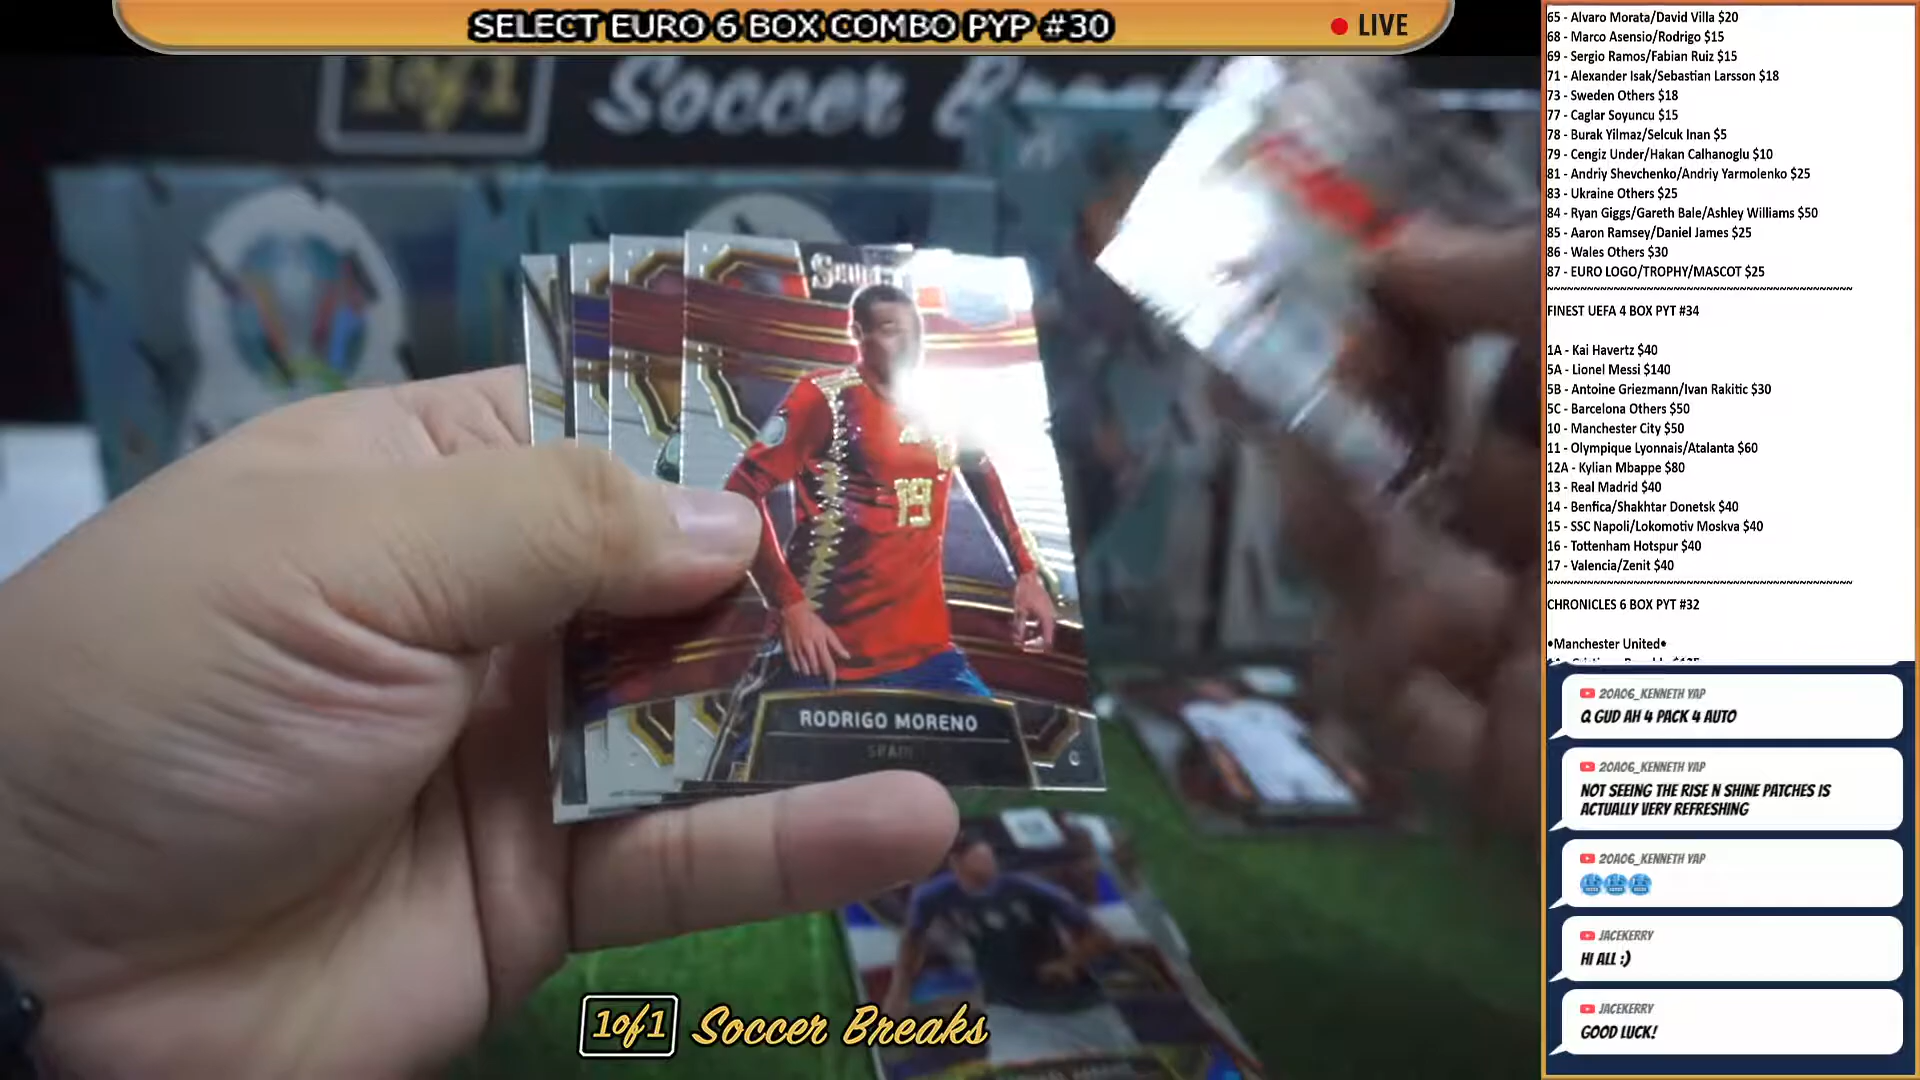 SELECT EURO 6 BOX COMBO PYP #30
LIVE
1of1 Soccer
RODRIGO MORENO
SPAIN
19
1of1 Soccer Breaks
65 - Alvaro Morata/David Villa $20
68 - Marco Asensio/Rodrigo $15
69 - Sergio Ramos/Fabian Ruiz $15
71 - Alexander Isak/Sebastian Larsson $18
73 - Sweden Others $18
77 - Caglar Soyuncu $15
78 - Burak Yilmaz/Selcuk Inan $5
79 - Cengiz Under/Hakan Calhanoglu $10
81 - Andriy Shevchenko/Andriy Yarmolenko $25
83 - Ukraine Others $25
84 - Ryan Giggs/Gareth Bale/Ashley Williams $50
85 - Aaron Ramsey/Daniel James $25
86 - Wales Others $30
87 - EURO LOGO/TROPHY/MASCOT $25
~~~~~~~~~~~~~~~~~~~~~~~~~~~~~~~~~~~~~~~~~~~~~~
FINEST UEFA 4 BOX PYT #34
1A - Kai Havertz $40
5A - Lionel Messi $140
5B - Antoine Griezmann/Ivan Rakitic $30
5C - Barcelona Others $50
10 - Manchester City $50
11 - Olympique Lyonnais/Atalanta $60
12A - Kylian Mbappe $80
13 - Real Madrid $40
14 - Benfica/Shakhtar Donetsk $40
15 - SSC Napoli/Lokomotiv Moskva $40
16 - Tottenham Hotspur $40
17 - Valencia/Zenit $40
~~~~~~~~~~~~~~~~~~~~~~~~~~~~~~~~~~~~~~~~~~~~~~
CHRONICLES 6 BOX PYT #32
•Manchester United•
20A06_KENNETH YAP
Q GUD AH 4 PACK 4 AUTO
20A06_KENNETH YAP
NOT SEEING THE RISE N SHINE PATCHES IS
ACTUALLY VERY REFRESHING
20A06_KENNETH YAP
JACEKERRY
HI ALL :)
JACEKERRY
GOOD LUCK!